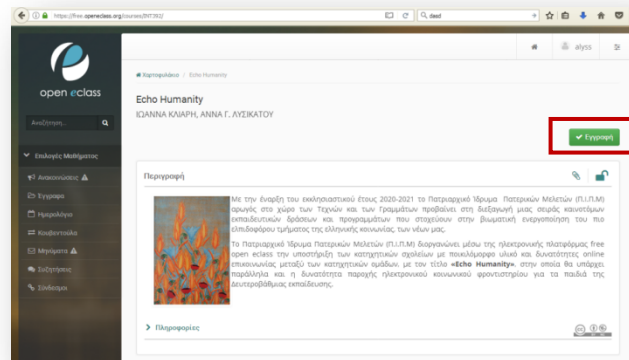 https://free.openeclass.org/courses/INT292/
dasd
alyss
open eclass
Χαρτοφυλάκιο / Echo Humanity
Echo Humanity
ΙΩΑΝΝΑ ΚΛΙΑΡΗ, ΑΝΝΑ Γ. ΛΥΣΙΚΑΤΟΥ
Αναζήτηση...
Εγγραφή
Επιλογές Μαθήματος
Ανακοινώσεις
Έγγραφα
Ημερολόγιο
Κουβεντούλα
Μηνύματα
Συζητήσεις
Σύνδεσμοι
Περιγραφή
Με την έναρξη του εκκλησιαστικού έτους 2020-2021 το Πατριαρχικό Ίδρυμα Πατερικών Μελετών (Π.Ι.Π.Μ)
αρωγός στο χώρο των Τεχνών και των Γραμμάτων προβαίνει στη διεξαγωγή μιας σειράς καινοτόμων
εκπαιδευτικών δράσεων και προγραμμάτων που στοχεύουν στην βιωματική ενεργοποίηση του πιο
ελπιδοφόρου τμήματος της ελληνικής κοινωνίας, των νέων μας.
Το Πατριαρχικό Ίδρυμα Πατερικών Μελετών (Π.Ι.Π.Μ) διοργανώνει μέσω της ηλεκτρονικής πλατφόρμας free
open eclass την υποστήριξη των κατηχητικών σχολείων με ποικιλόμορφο υλικό και δυνατότητες online
επικοινωνίας μεταξύ των κατηχητικών ομάδων, με τον τίτλο «Echo Humanity», στην οποία θα υπάρχει
παράλληλα και η δυνατότητα παροχής ηλεκτρονικού κοινωνικού φροντιστηρίου για τα παιδιά της
Δευτεροβάθμιας εκπαίδευσης.
Πληροφορίες